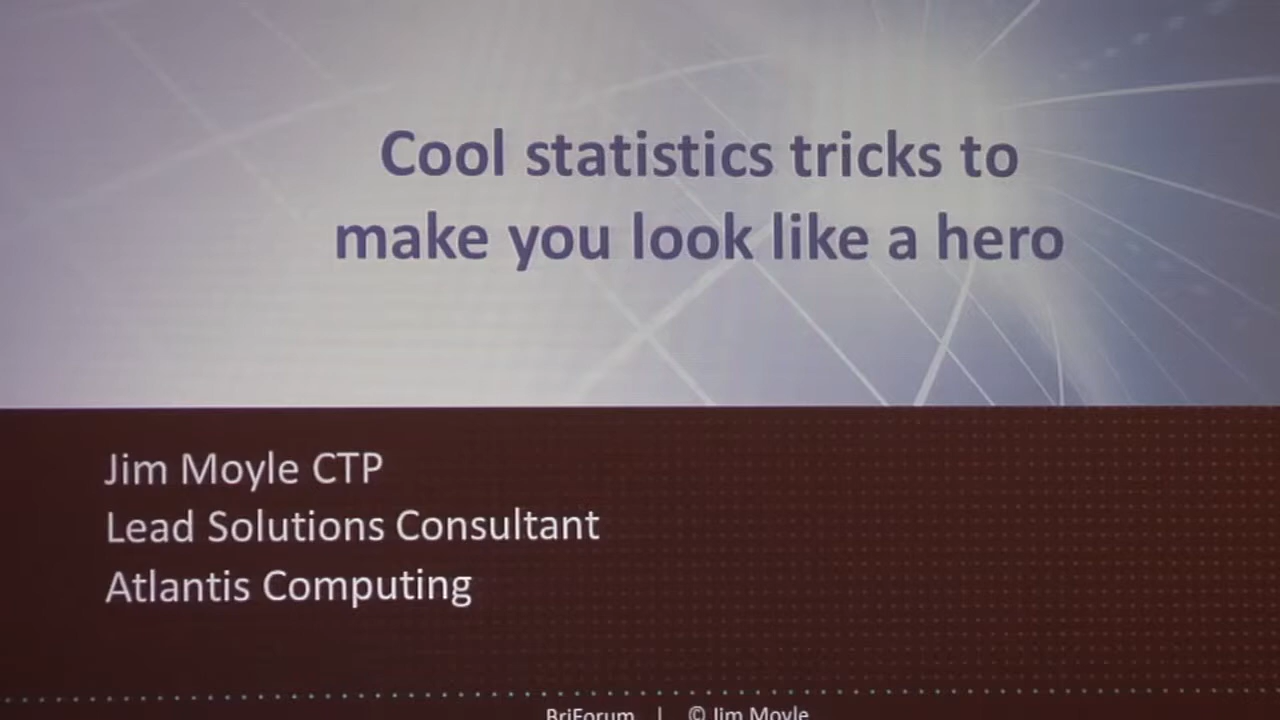 Cool statistics tricks to
make you look like a hero
Jim Moyle CTP
Lead Solutions Consultant
Atlantis Computing
BriForum | © Jim Moyle